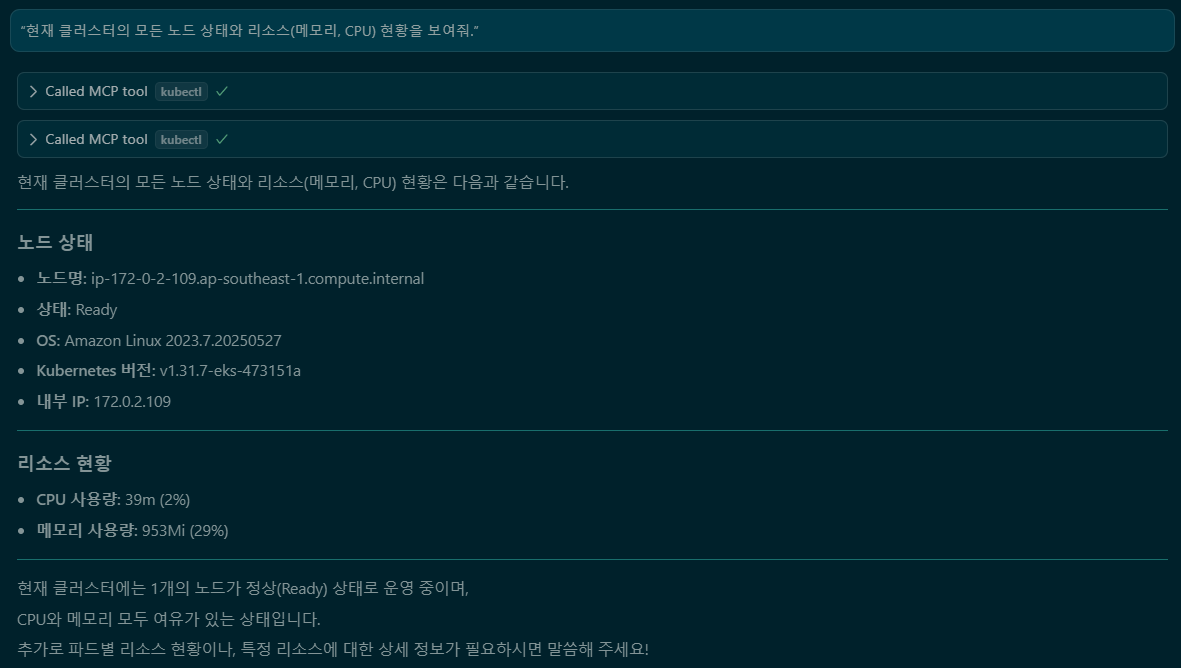 “현재 클러스터의 모든 노드 상태와 리소스(메모리, CPU) 현황을 보여줘.”
Called MCP tool kubectl
Called MCP tool kubectl
현재 클러스터의 모든 노드 상태와 리소스(메모리, CPU) 현황은 다음과 같습니다.
노드 상태
노드명: ip-172-0-2-109.ap-southeast-1.compute.internal
상태: Ready
OS: Amazon Linux 2023.7.20250527
Kubernetes 버전: v1.31.7-eks-473151a
내부 IP: 172.0.2.109
리소스 현황
CPU 사용량: 39m (2%)
메모리 사용량: 953Mi (29%)
현재 클러스터에는 1개의 노드가 정상(Ready) 상태로 운영 중이며,
CPU와 메모리 모두 여유가 있는 상태입니다.
추가로 파드별 리소스 현황이나, 특정 리소스에 대한 상세 정보가 필요하시면 말씀해 주세요!